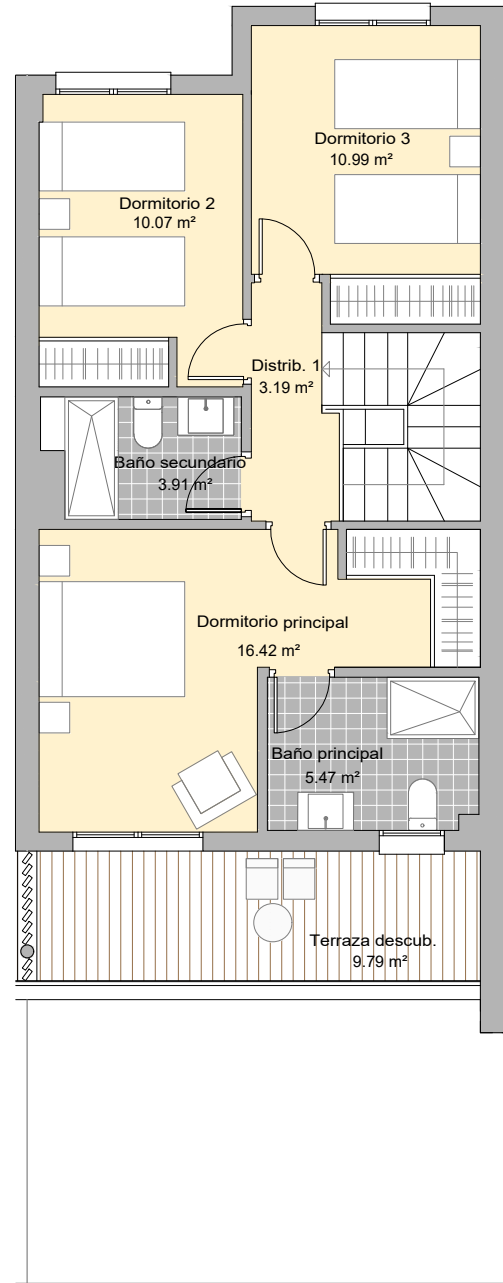 Dormitorio 3
10.99 m²
Dormitorio 2
10.07 m²
Distrib. 1
3.19 m²
Baño secundario
3.91 m²
Dormitorio principal
16.42 m²
Baño principal
5.47 m²
Terraza descub.
9.79 m²